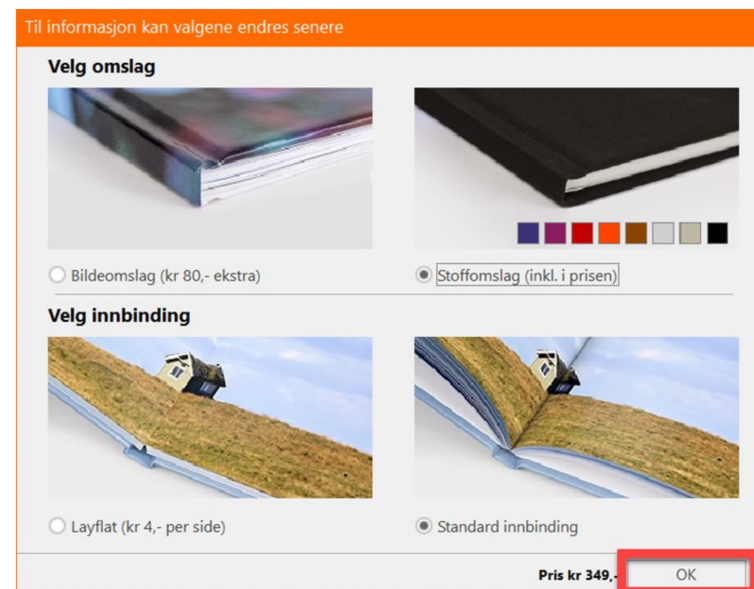 Til informasjon kan valgene endres senere
Velg omslag
Bildeomslag (kr 80,- ekstra)
Stoffomslag (inkl. i prisen)
Velg innbinding
Layflat (kr 4,- per side)
Standard innbinding
Pris kr 349,-
OK